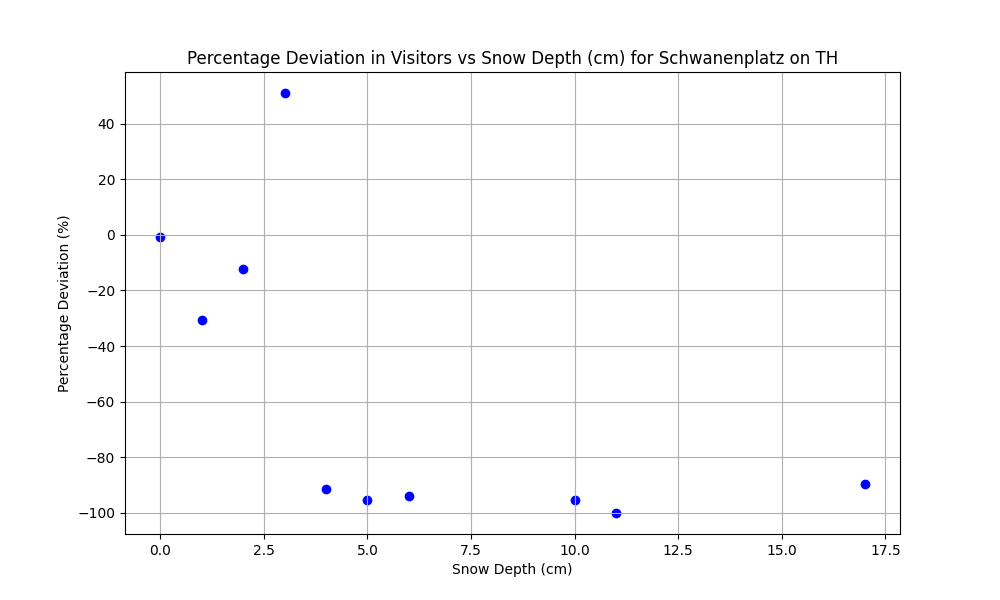 Percentage Deviation in Visitors vs Snow Depth (cm) for Schwanenplatz on TH
40
20
0
−20
−40
−60
−80
−100
Percentage Deviation (%)
0.0 2.5 5.0 7.5 10.0 12.5 15.0 17.5
Snow Depth (cm)